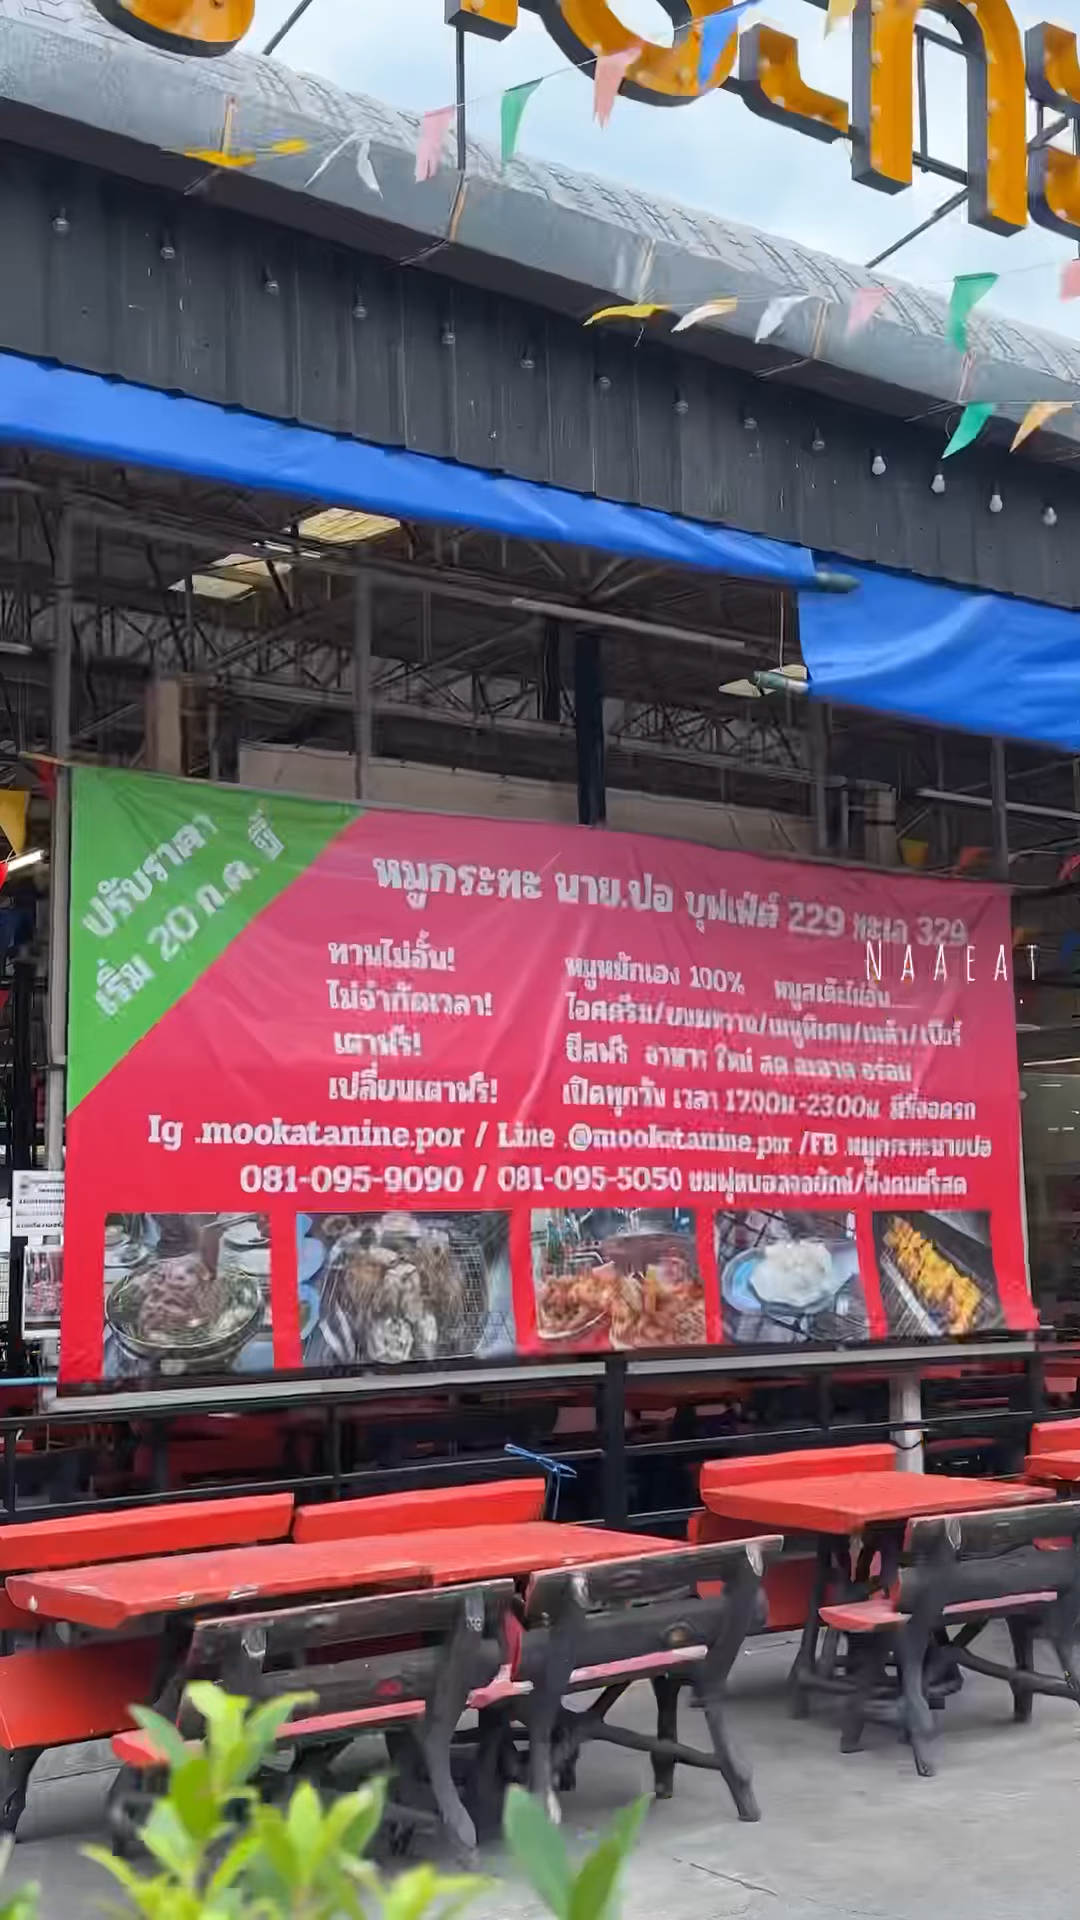 ปรับราคา
เริ่ม 20 ก.ค. นี้
หมูกระทะ นาย.ปอ บุฟเฟ่ต์ 229 ทะเล 329
NAAEAT.
ทานไม่อั้น!
ไม่จำกัดเวลา!
เตาฟรี!
เปลี่ยนเตาฟรี!
หมูหมักเอง 100% หมูสเต๊ะไม่อั้น
ไอศครีม/ขนมหวาน/เมนูพิเศษ/เหล้า/เบียร์
ชีสฟรี อาหาร ใหม่ สด สะอาด อร่อย
เปิดทุกวัน เวลา 17.00น.-23.00น. มีที่จอดรถ
Ig .mookatanine.por / Line .@mookatanine.por /FB .หมูกระทะนายปอ
081-095-9090 / 081-095-5050 ชมฟุตบอลจอยักษ์/ฟังดนตรีสด